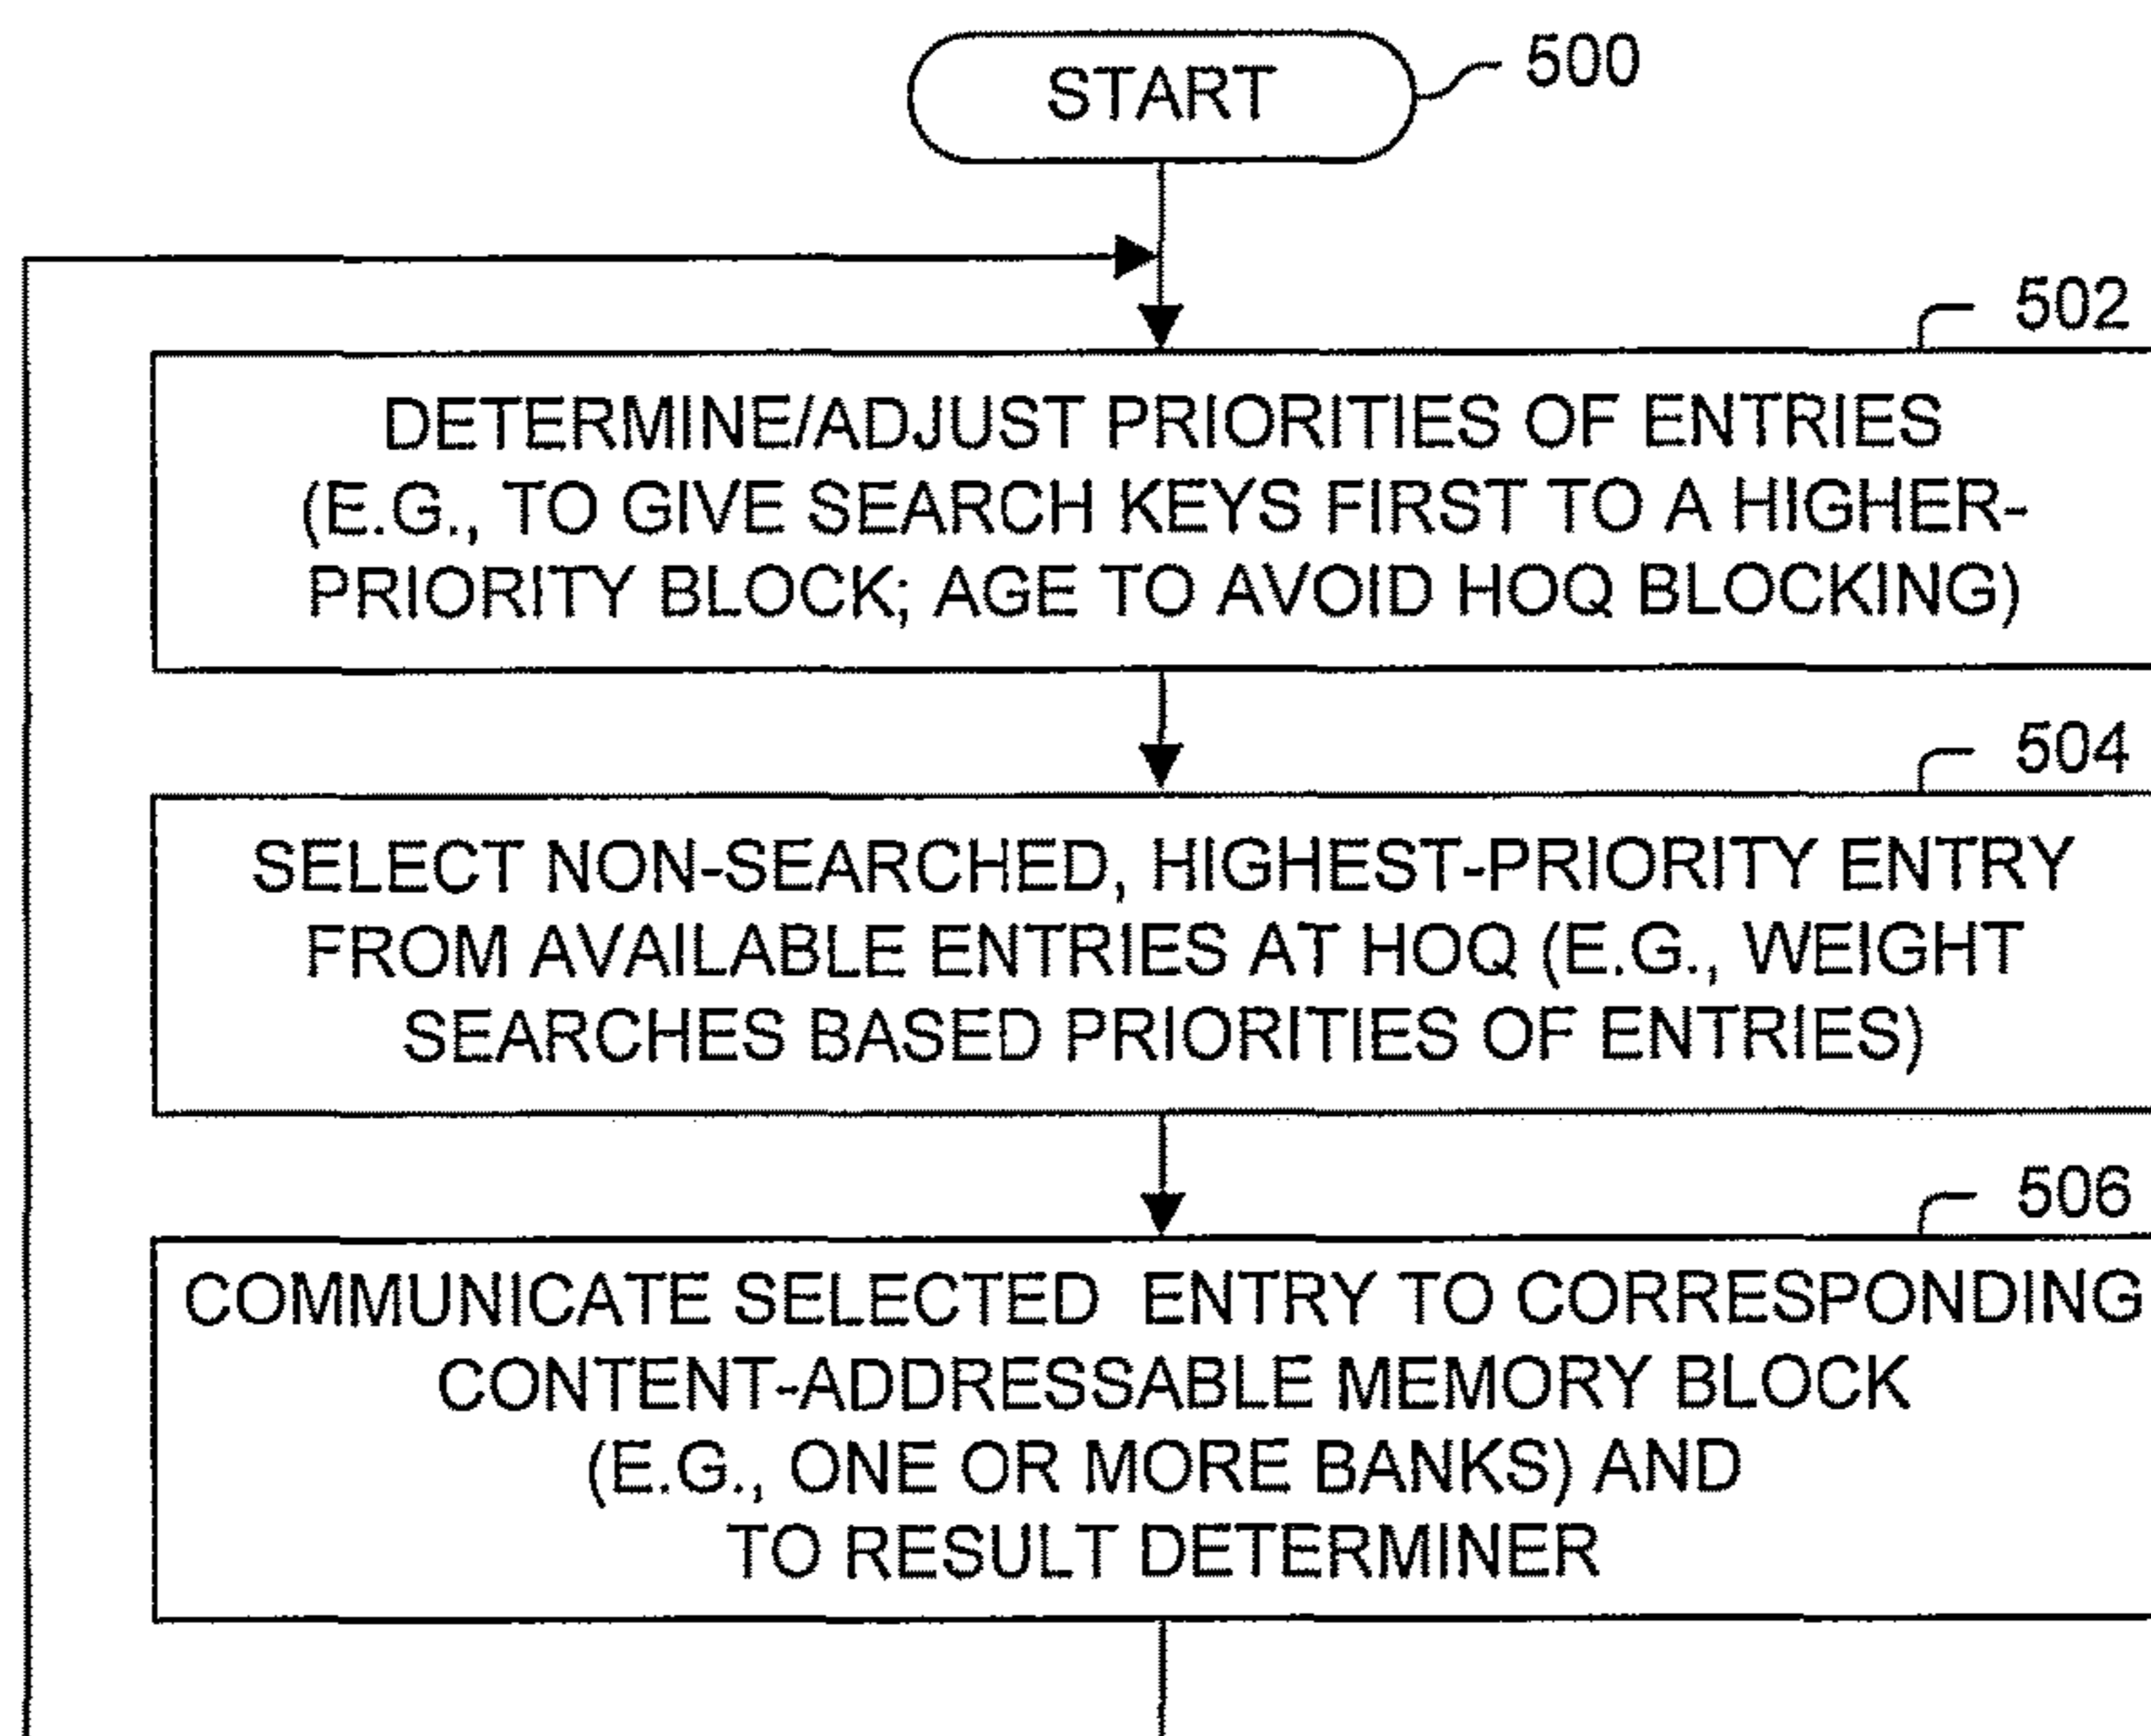 START
500
502
DETERMINE/ADJUST PRIORITIES OF ENTRIES
(E.G., TO GIVE SEARCH KEYS FIRST TO A HIGHER-
PRIORITY BLOCK; AGE TO AVOID HOQ BLOCKING)
504
SELECT NON-SEARCHED, HIGHEST-PRIORITY ENTRY
FROM AVAILABLE ENTRIES AT HOQ (E.G., WEIGHT
SEARCHES BASED PRIORITIES OF ENTRIES)
506
COMMUNICATE SELECTED ENTRY TO CORRESPONDING
CONTENT-ADDRESSABLE MEMORY BLOCK
(E.G., ONE OR MORE BANKS) AND
TO RESULT DETERMINER